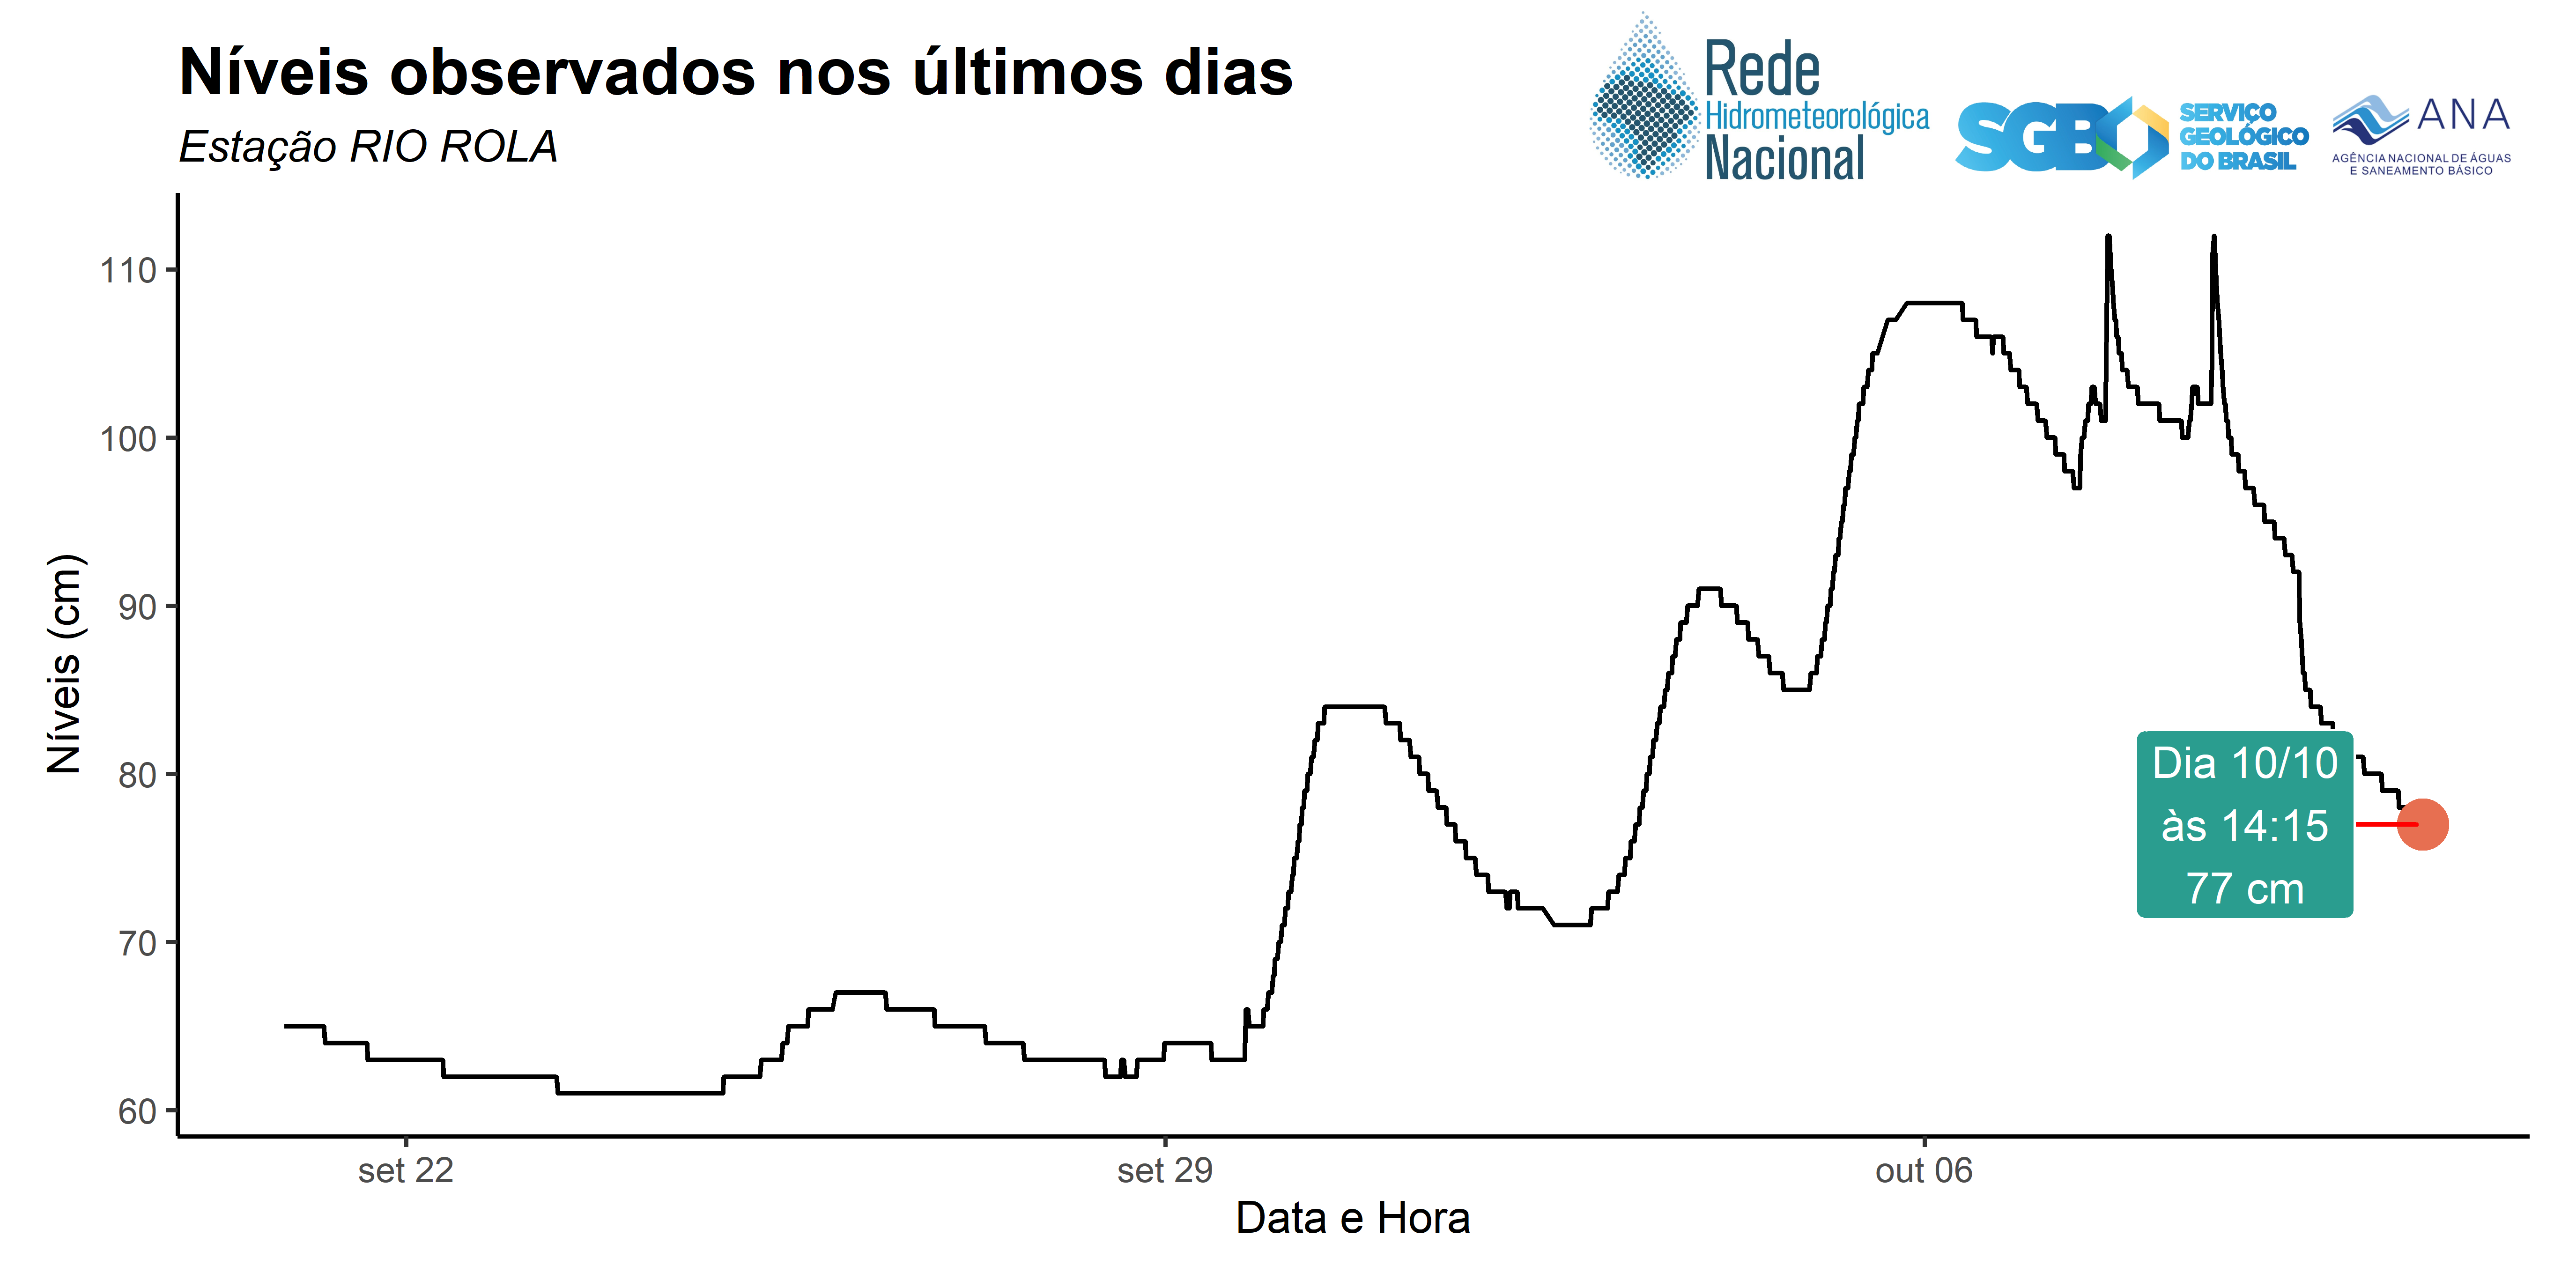 Níveis observados nos últimos dias
Estação RIO ROLA
Rede
Hidrometeorológica
Nacional
SGB
SERVIÇO
GEOLÓGICO
DO BRASIL
ANA
AGÊNCIA NACIONAL DE ÁGUAS
E SANEAMENTO BÁSICO
Níveis (cm)
110
100
90
80
70
60
Dia 10/10
às 14:15
77 cm
set 22
set 29
out 06
Data e Hora